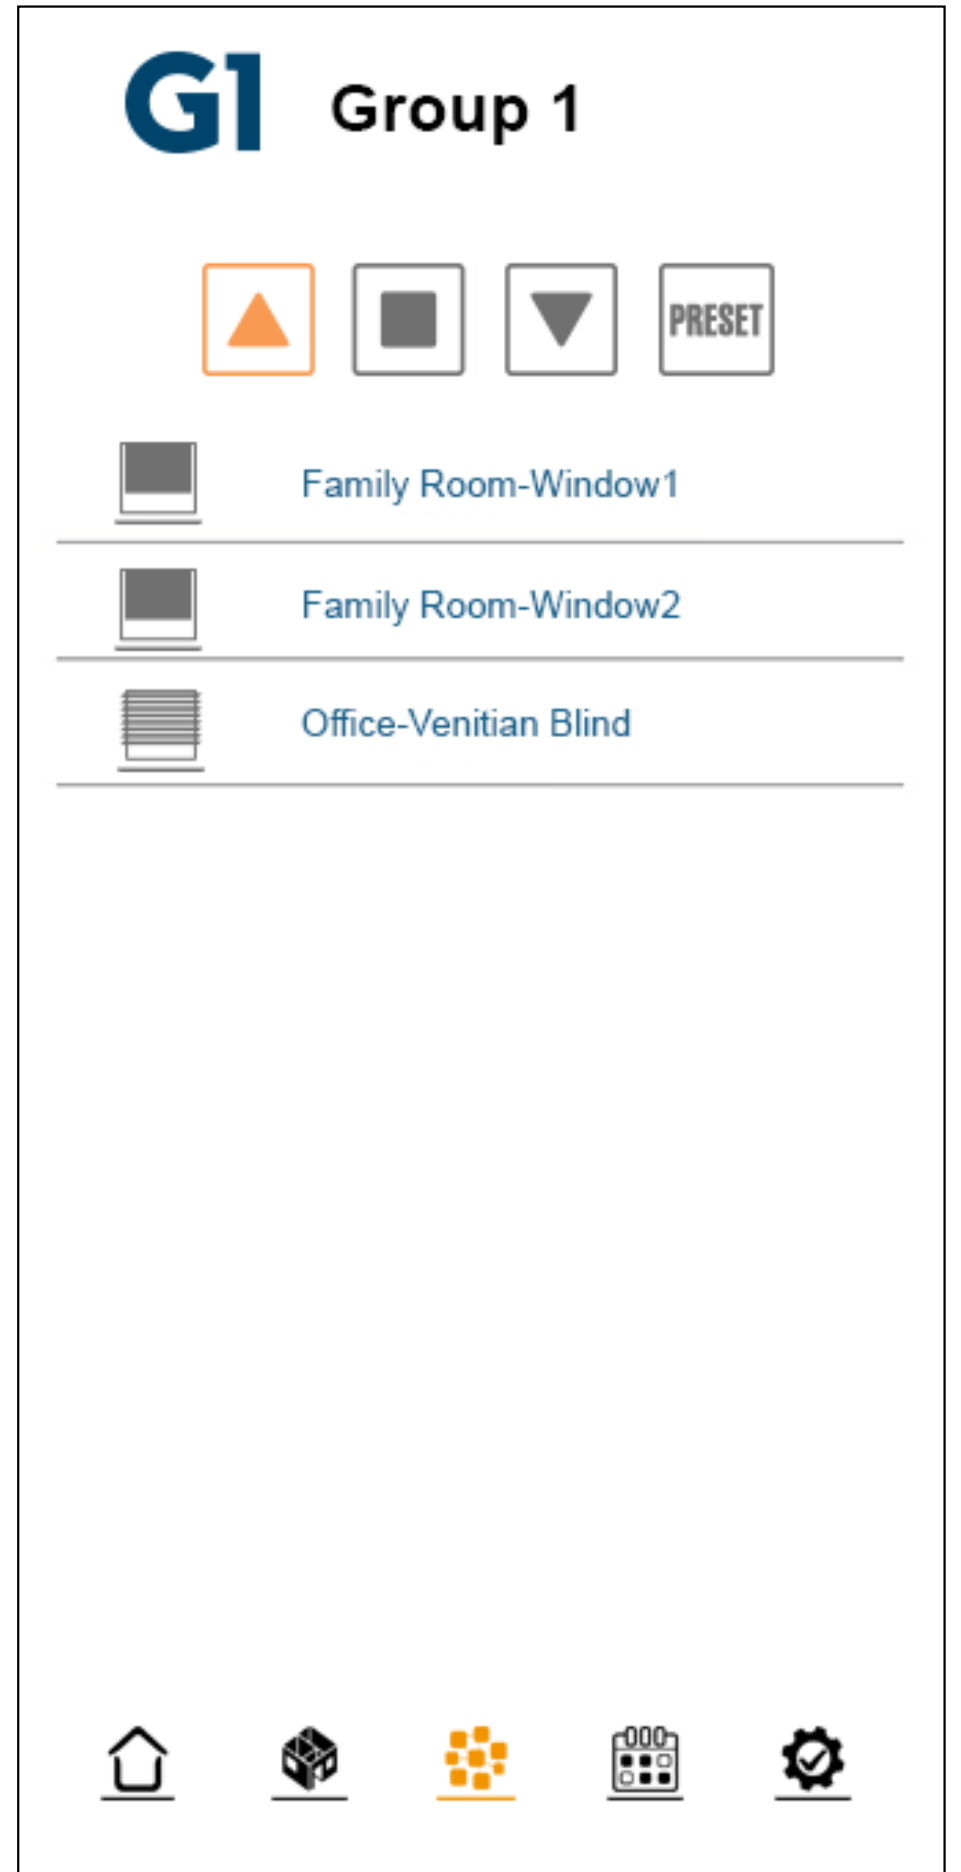 G1 Group 1
PRESET
Family Room-Window1
Family Room-Window2
Office-Venitian Blind